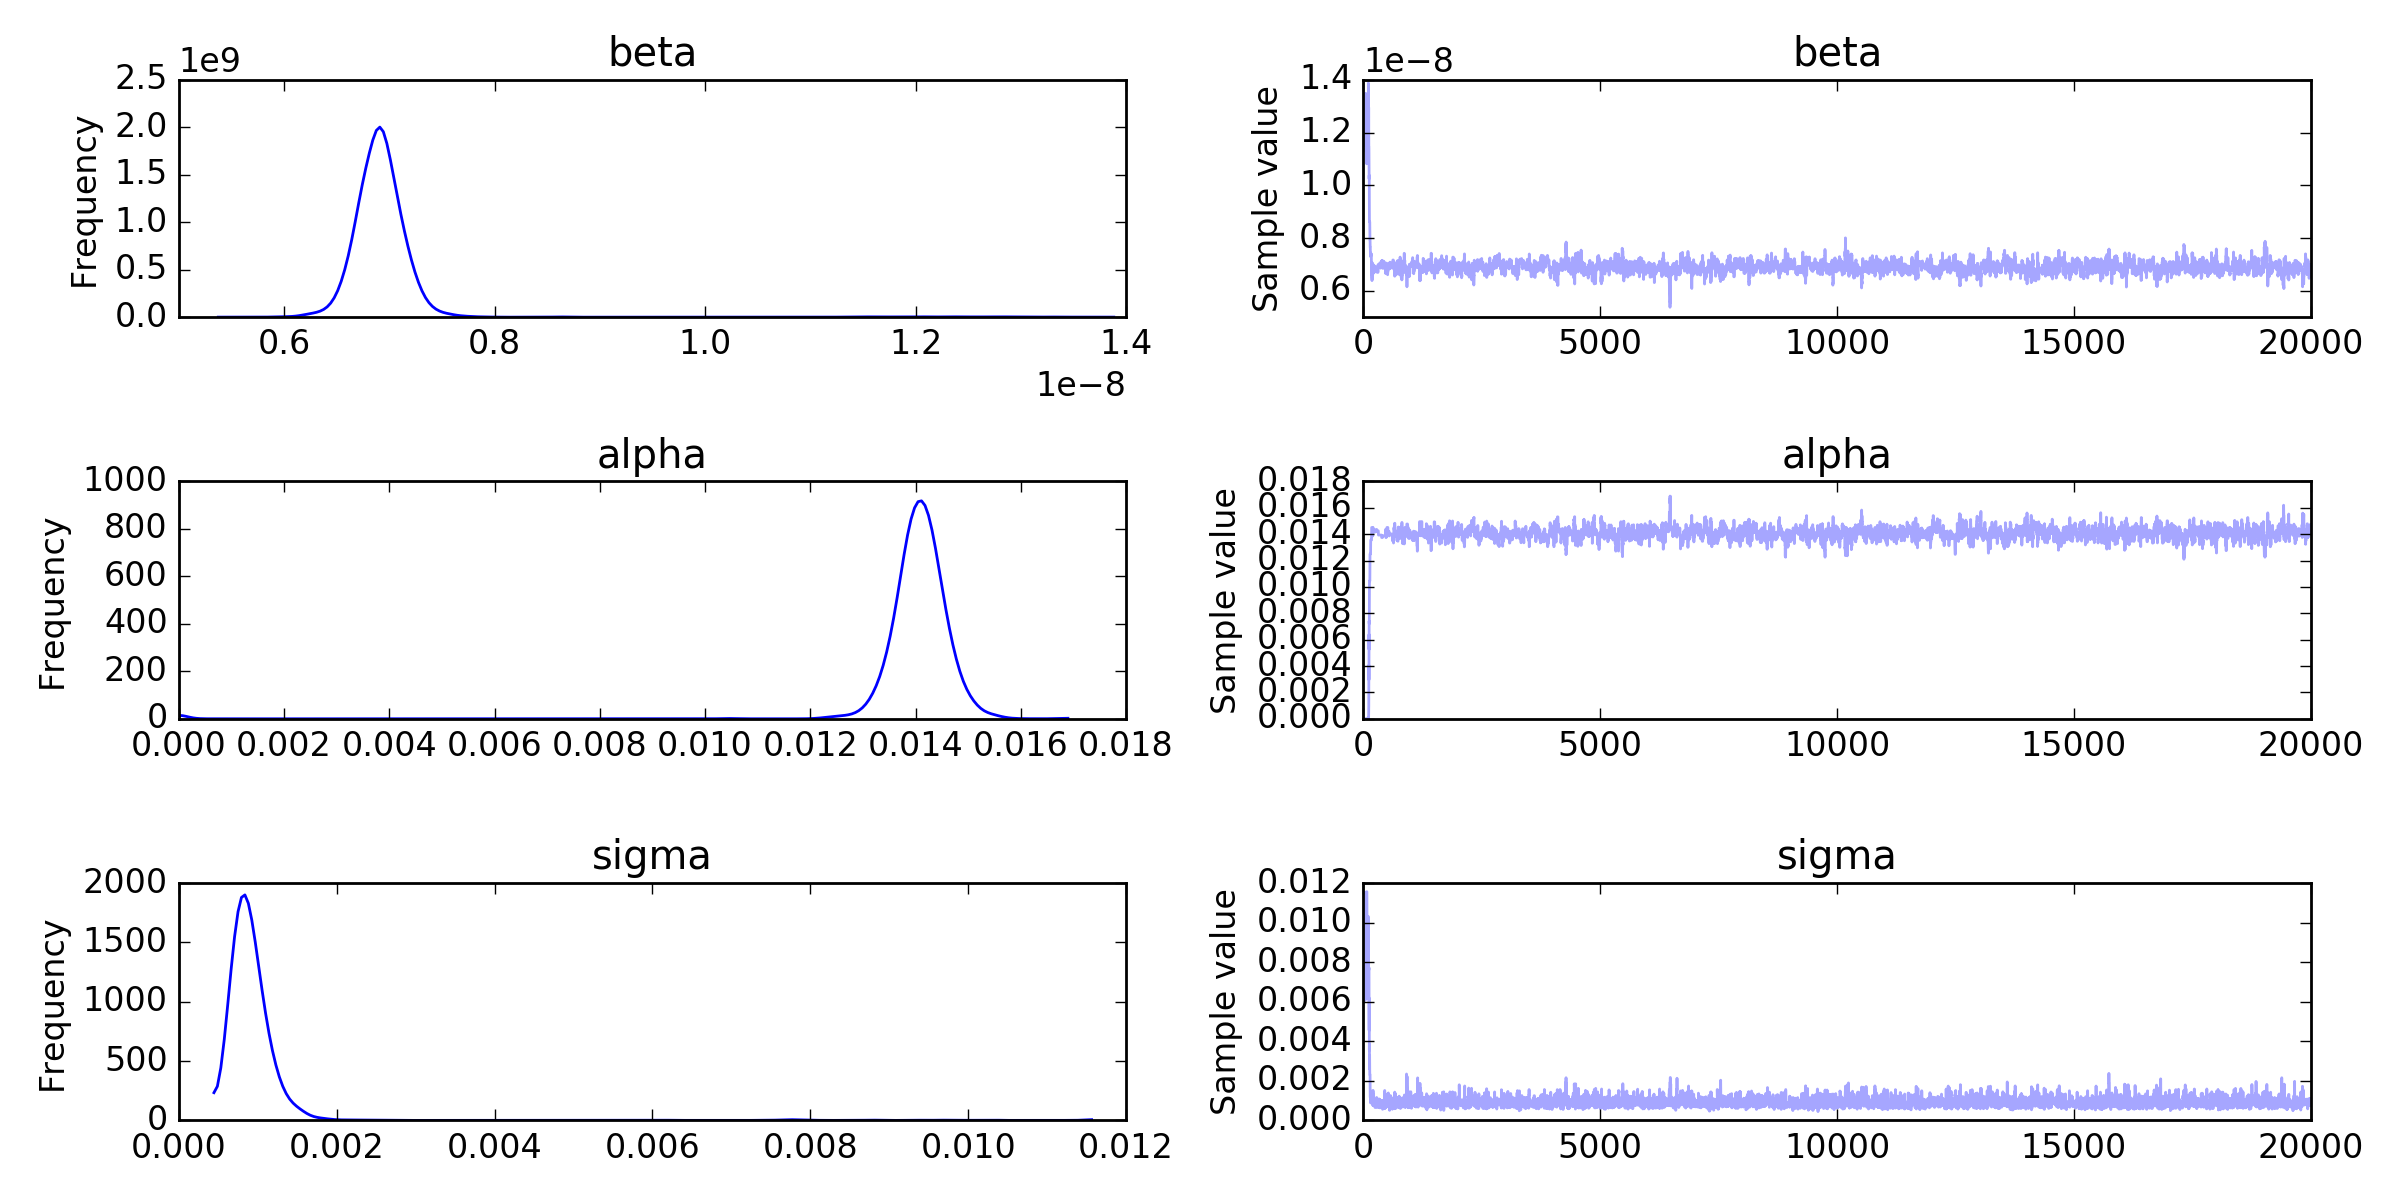 beta
1e9
2.5
2.0
1.5
1.0
0.5
0.0
Frequency
0.6 0.8 1.0 1.2 1.4
1e−8
beta
1e−8
1.4
1.2
1.0
0.8
0.6
Sample value
0 5000 10000 15000 20000
alpha
1000
800
600
400
200
0
Frequency
0.000 0.002 0.004 0.006 0.008 0.010 0.012 0.014 0.016 0.018
alpha
0.018
0.016
0.014
0.012
0.010
0.008
0.006
0.004
0.002
0.000
Sample value
0 5000 10000 15000 20000
sigma
2000
1500
1000
500
0
Frequency
0.000 0.002 0.004 0.006 0.008 0.010 0.012
sigma
0.012
0.010
0.008
0.006
0.004
0.002
0.000
Sample value
0 5000 10000 15000 20000